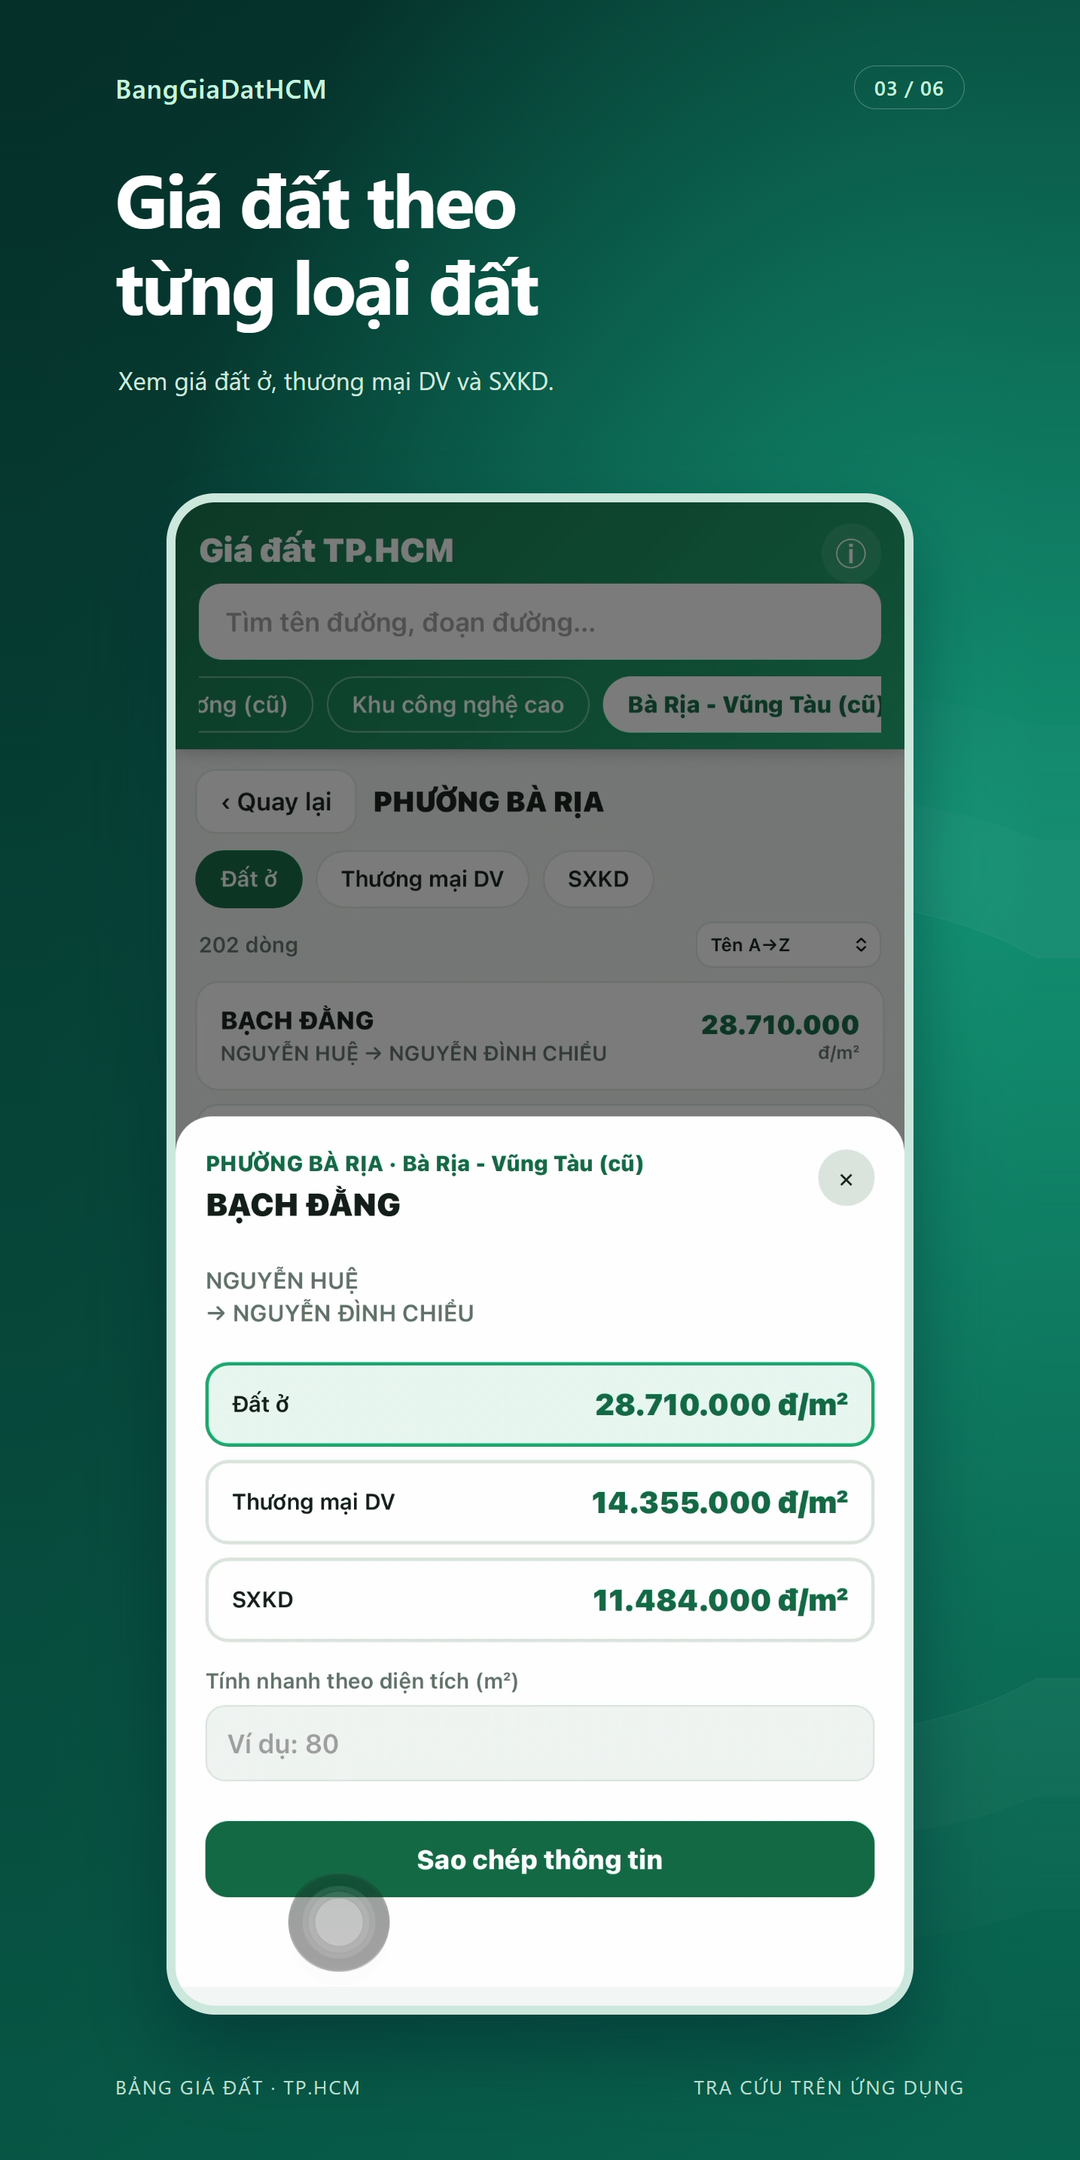 BangGiaDatHCM
03 / 06
Giá đất theo
từng loại đất
Xem giá đất ở, thương mại DV và SXKD.
Giá đất TP.HCM
Tìm tên đường, đoạn đường...
ơng (cũ)
Khu công nghệ cao
Bà Rịa - Vũng Tàu (cũ)
‹ Quay lại
PHƯỜNG BÀ RỊA
Đất ở
Thương mại DV
SXKD
202 dòng
Tên A→Z
BẠCH ĐẰNG
28.710.000
NGUYỄN HUỆ → NGUYỄN ĐÌNH CHIỂU
đ/m²
PHƯỜNG BÀ RỊA · Bà Rịa - Vũng Tàu (cũ)
BẠCH ĐẰNG
×
NGUYỄN HUỆ
→ NGUYỄN ĐÌNH CHIỂU
Đất ở
28.710.000 đ/m²
Thương mại DV
14.355.000 đ/m²
SXKD
11.484.000 đ/m²
Tính nhanh theo diện tích (m²)
Ví dụ: 80
Sao chép thông tin
BẢNG GIÁ ĐẤT · TP.HCM
TRA CỨU TRÊN ỨNG DỤNG